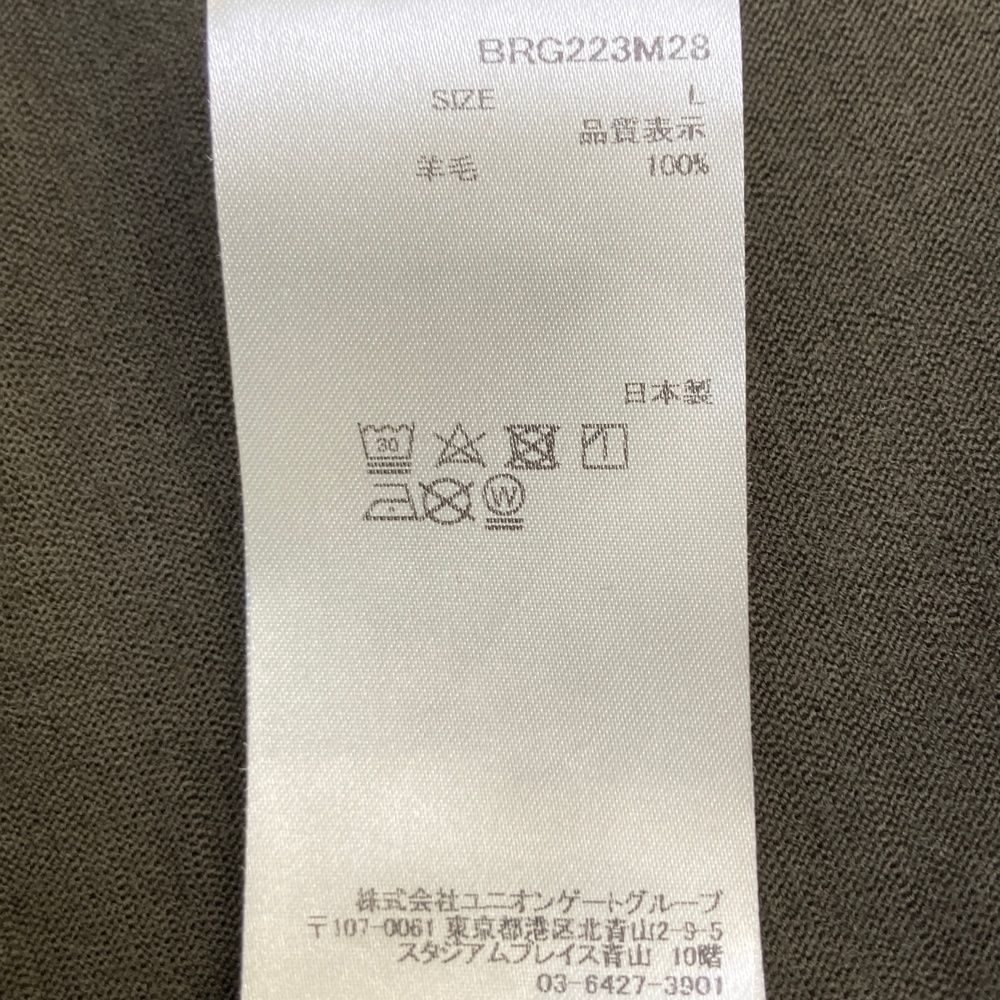 BRG223M28
SIZE L
品質表示
羊毛 100%
日本製
30
W
株式会社ユニオンゲートグループ
〒107-0061 東京都港区北青山2-9-5
スタジアムプレイス青山 10階
03-6427-3901